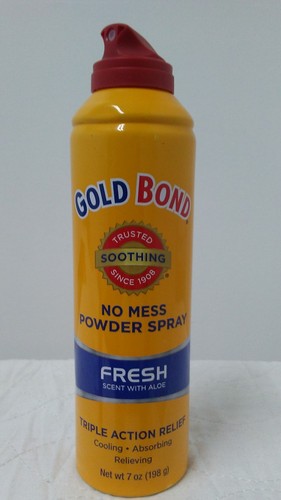 GOLD BOND
TRUSTED
SOOTHING
SINCE 1908
NO MESS
POWDER SPRAY
FRESH
SCENT WITH ALOE
TRIPLE ACTION RELIEF
Cooling • Absorbing
Relieving
Net wt 7 oz (198 g)